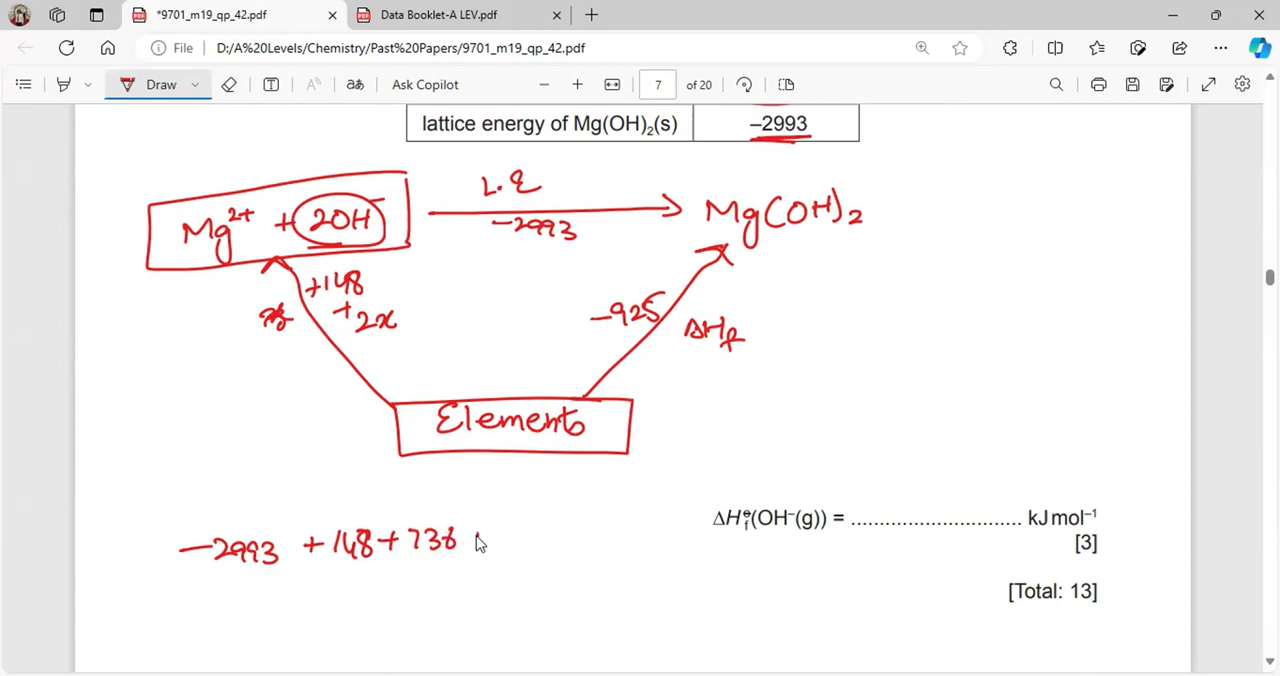 *9701_m19_qp_42.pdf
Data Booklet-A LEV.pdf
File
D:/A%20Levels/Chemistry/Past%20Papers/9701_m19_qp_42.pdf
Draw
aあ
Ask Copilot
7
of 20
lattice energy of Mg(OH)₂(s)
–2993
L.E
Mg²⁺ + 2OH⁻
–2993
Mg(OH)₂
+148
+2x
–925
ΔHf
Elements
ΔH⦵f(OH⁻(g)) = .............................. kJ mol⁻¹
[3]
–2993 + 148 + 738
[Total: 13]